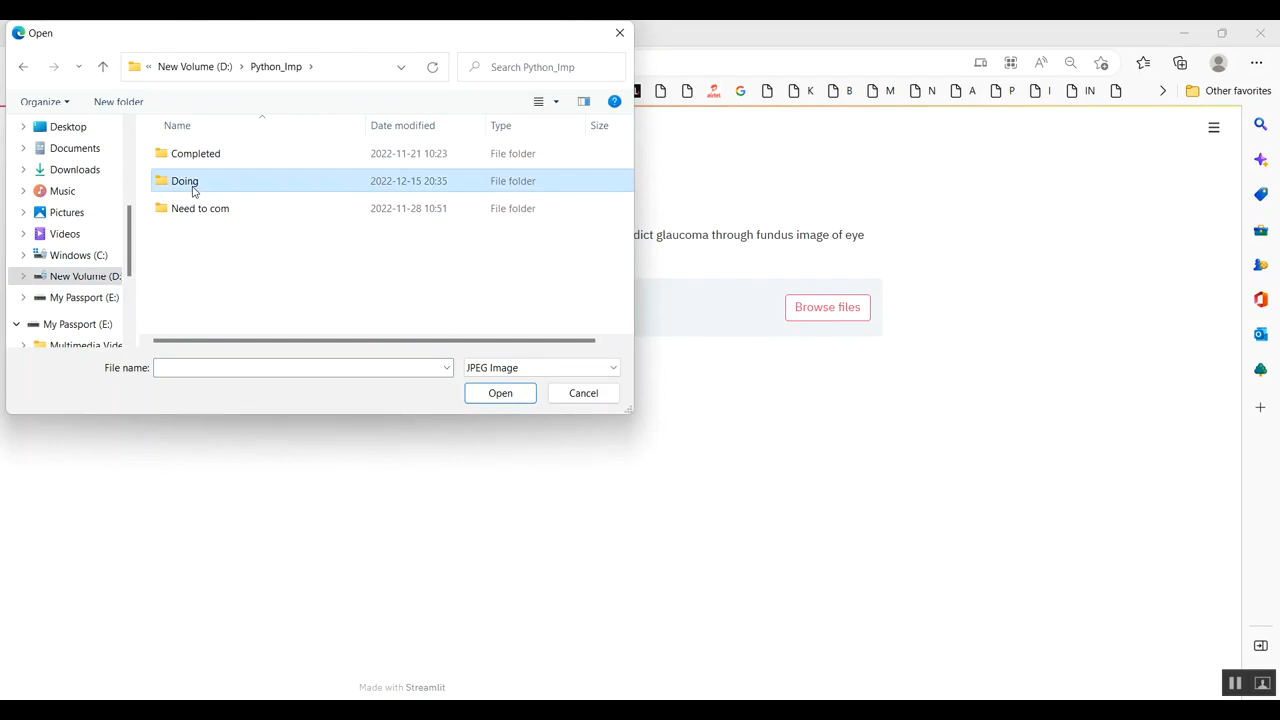 Open
« New Volume (D:) › Python_Imp ›
Search Python_Imp
Organize
New folder
K
B
M
N
A
P
I
IN
Other favorites
Name
Date modified
Type
Size
Desktop
Documents
Downloads
Music
Pictures
Videos
Windows (C:)
New Volume (D:
My Passport (E:)
My Passport (E:)
Multimedia Vide
Completed 2022-11-21 10:23 File folder
Doing 2022-12-15 20:35 File folder
Need to com 2022-11-28 10:51 File folder
File name:
JPEG Image
Open
Cancel
dict glaucoma through fundus image of eye
Browse files
Made with Streamlit